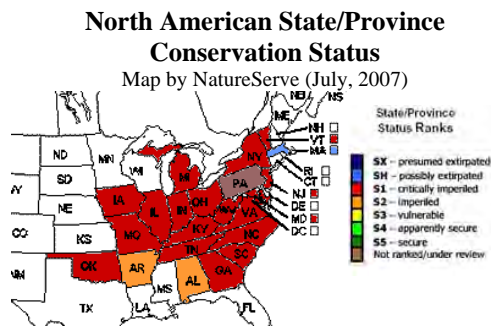 North American State/Province
Conservation Status
Map by NatureServe (July, 2007)
NB NS
ME
NH
VT
MA
RI
CT
NJ
DE
MD
DC
ND
MN
SD
WI
NY
MI
PA
NE
IA
IL
IN
OH
WV
VA
CO
KS
MO
KY
NC
TN
SC
OK
AR
AL
GA
MS
TX
LA
FL
State/Province
Status Ranks
SX – presumed extirpated
SH – possibly extirpated
S1 – critically imperiled
S2 – imperiled
S3 – vulnerable
S4 – apparently secure
S5 – secure
Not ranked/under review